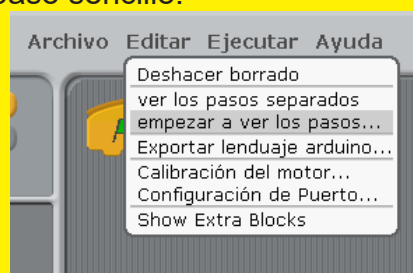 paso sencillo.
Archivo Editar Ejecutar Ayuda
Deshacer borrado
ver los pasos separados
empezar a ver los pasos...
Exportar lenduaje arduino...
Calibración del motor...
Configuración de Puerto...
Show Extra Blocks